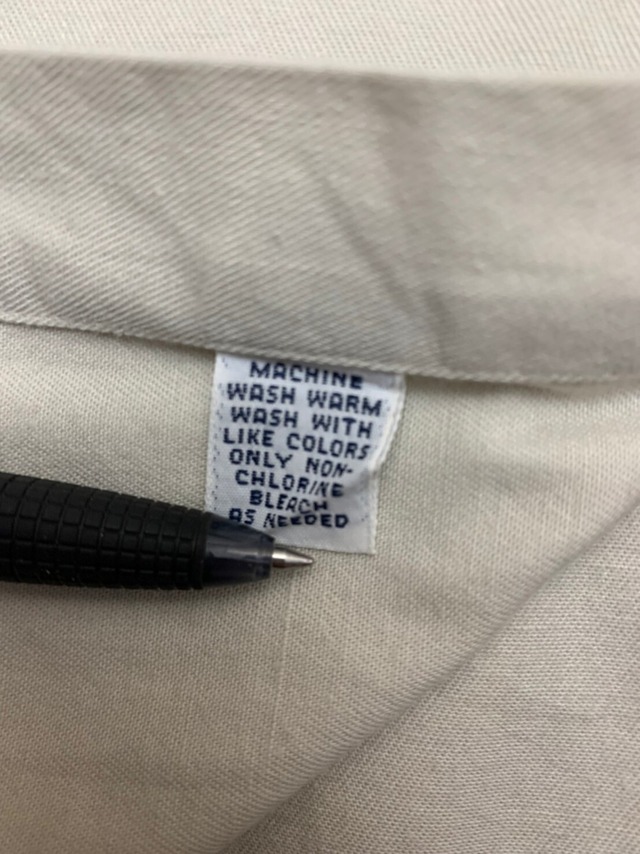 MACHINE
WASH WARM
WASH WITH
LIKE COLORS
ONLY NON-
CHLORINE
BLEACH
AS NEEDED